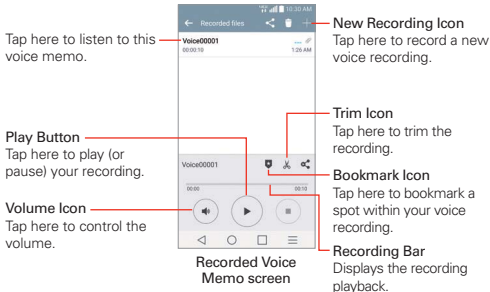 Tap here to listen to this
voice memo.
Play Button
Tap here to play (or
pause) your recording.
Volume Icon
Tap here to control the
volume.
10:30 AM
Recorded files
Voice00001
00:00:10
1:26 AM
Voice00001
00:00
00:10
Recorded Voice
Memo screen
New Recording Icon
Tap here to record a new
voice recording.
Trim Icon
Tap here to trim the
recording.
Bookmark Icon
Tap here to bookmark a
spot within your voice
recording.
Recording Bar
Displays the recording
playback.